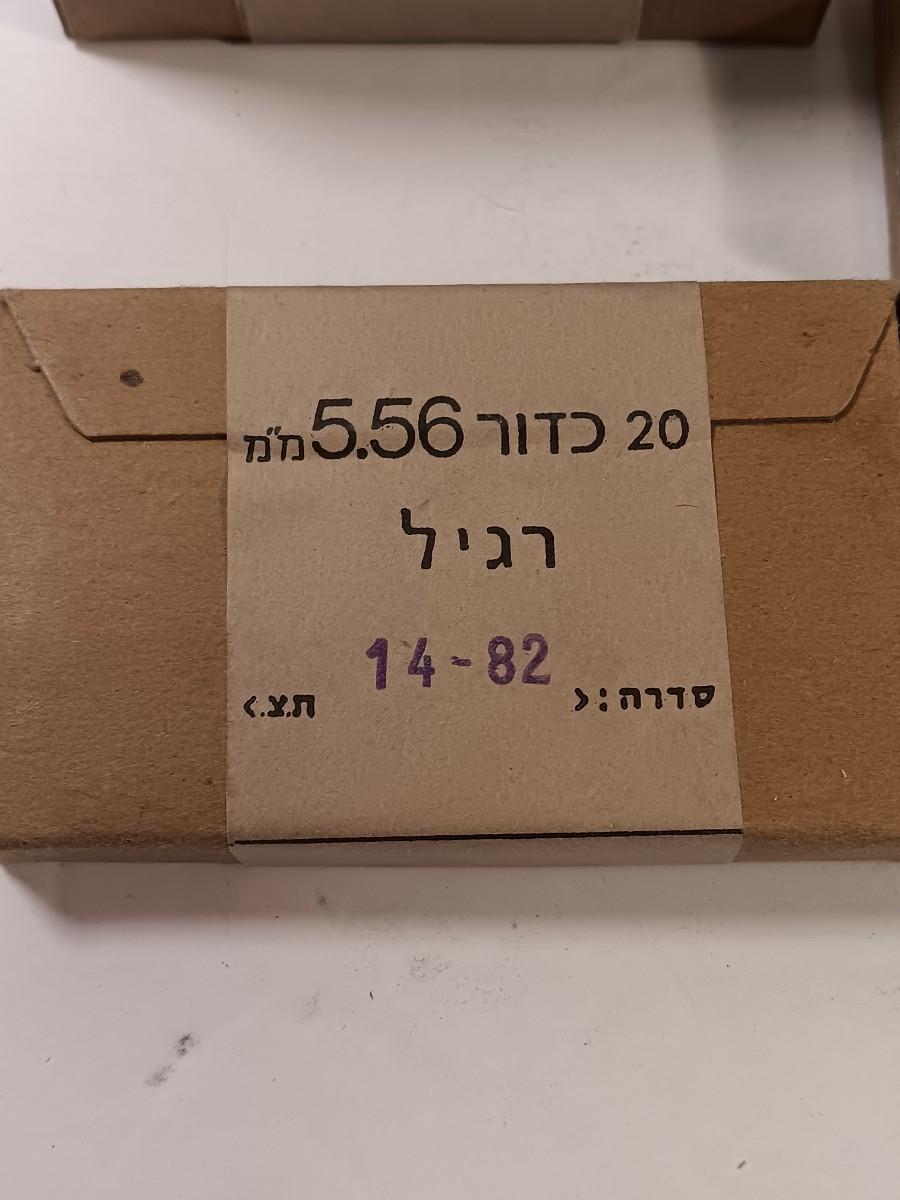 20 כדור 5.56 מ"מ
רגיל
14-82
סדרה:< ת.צ.>